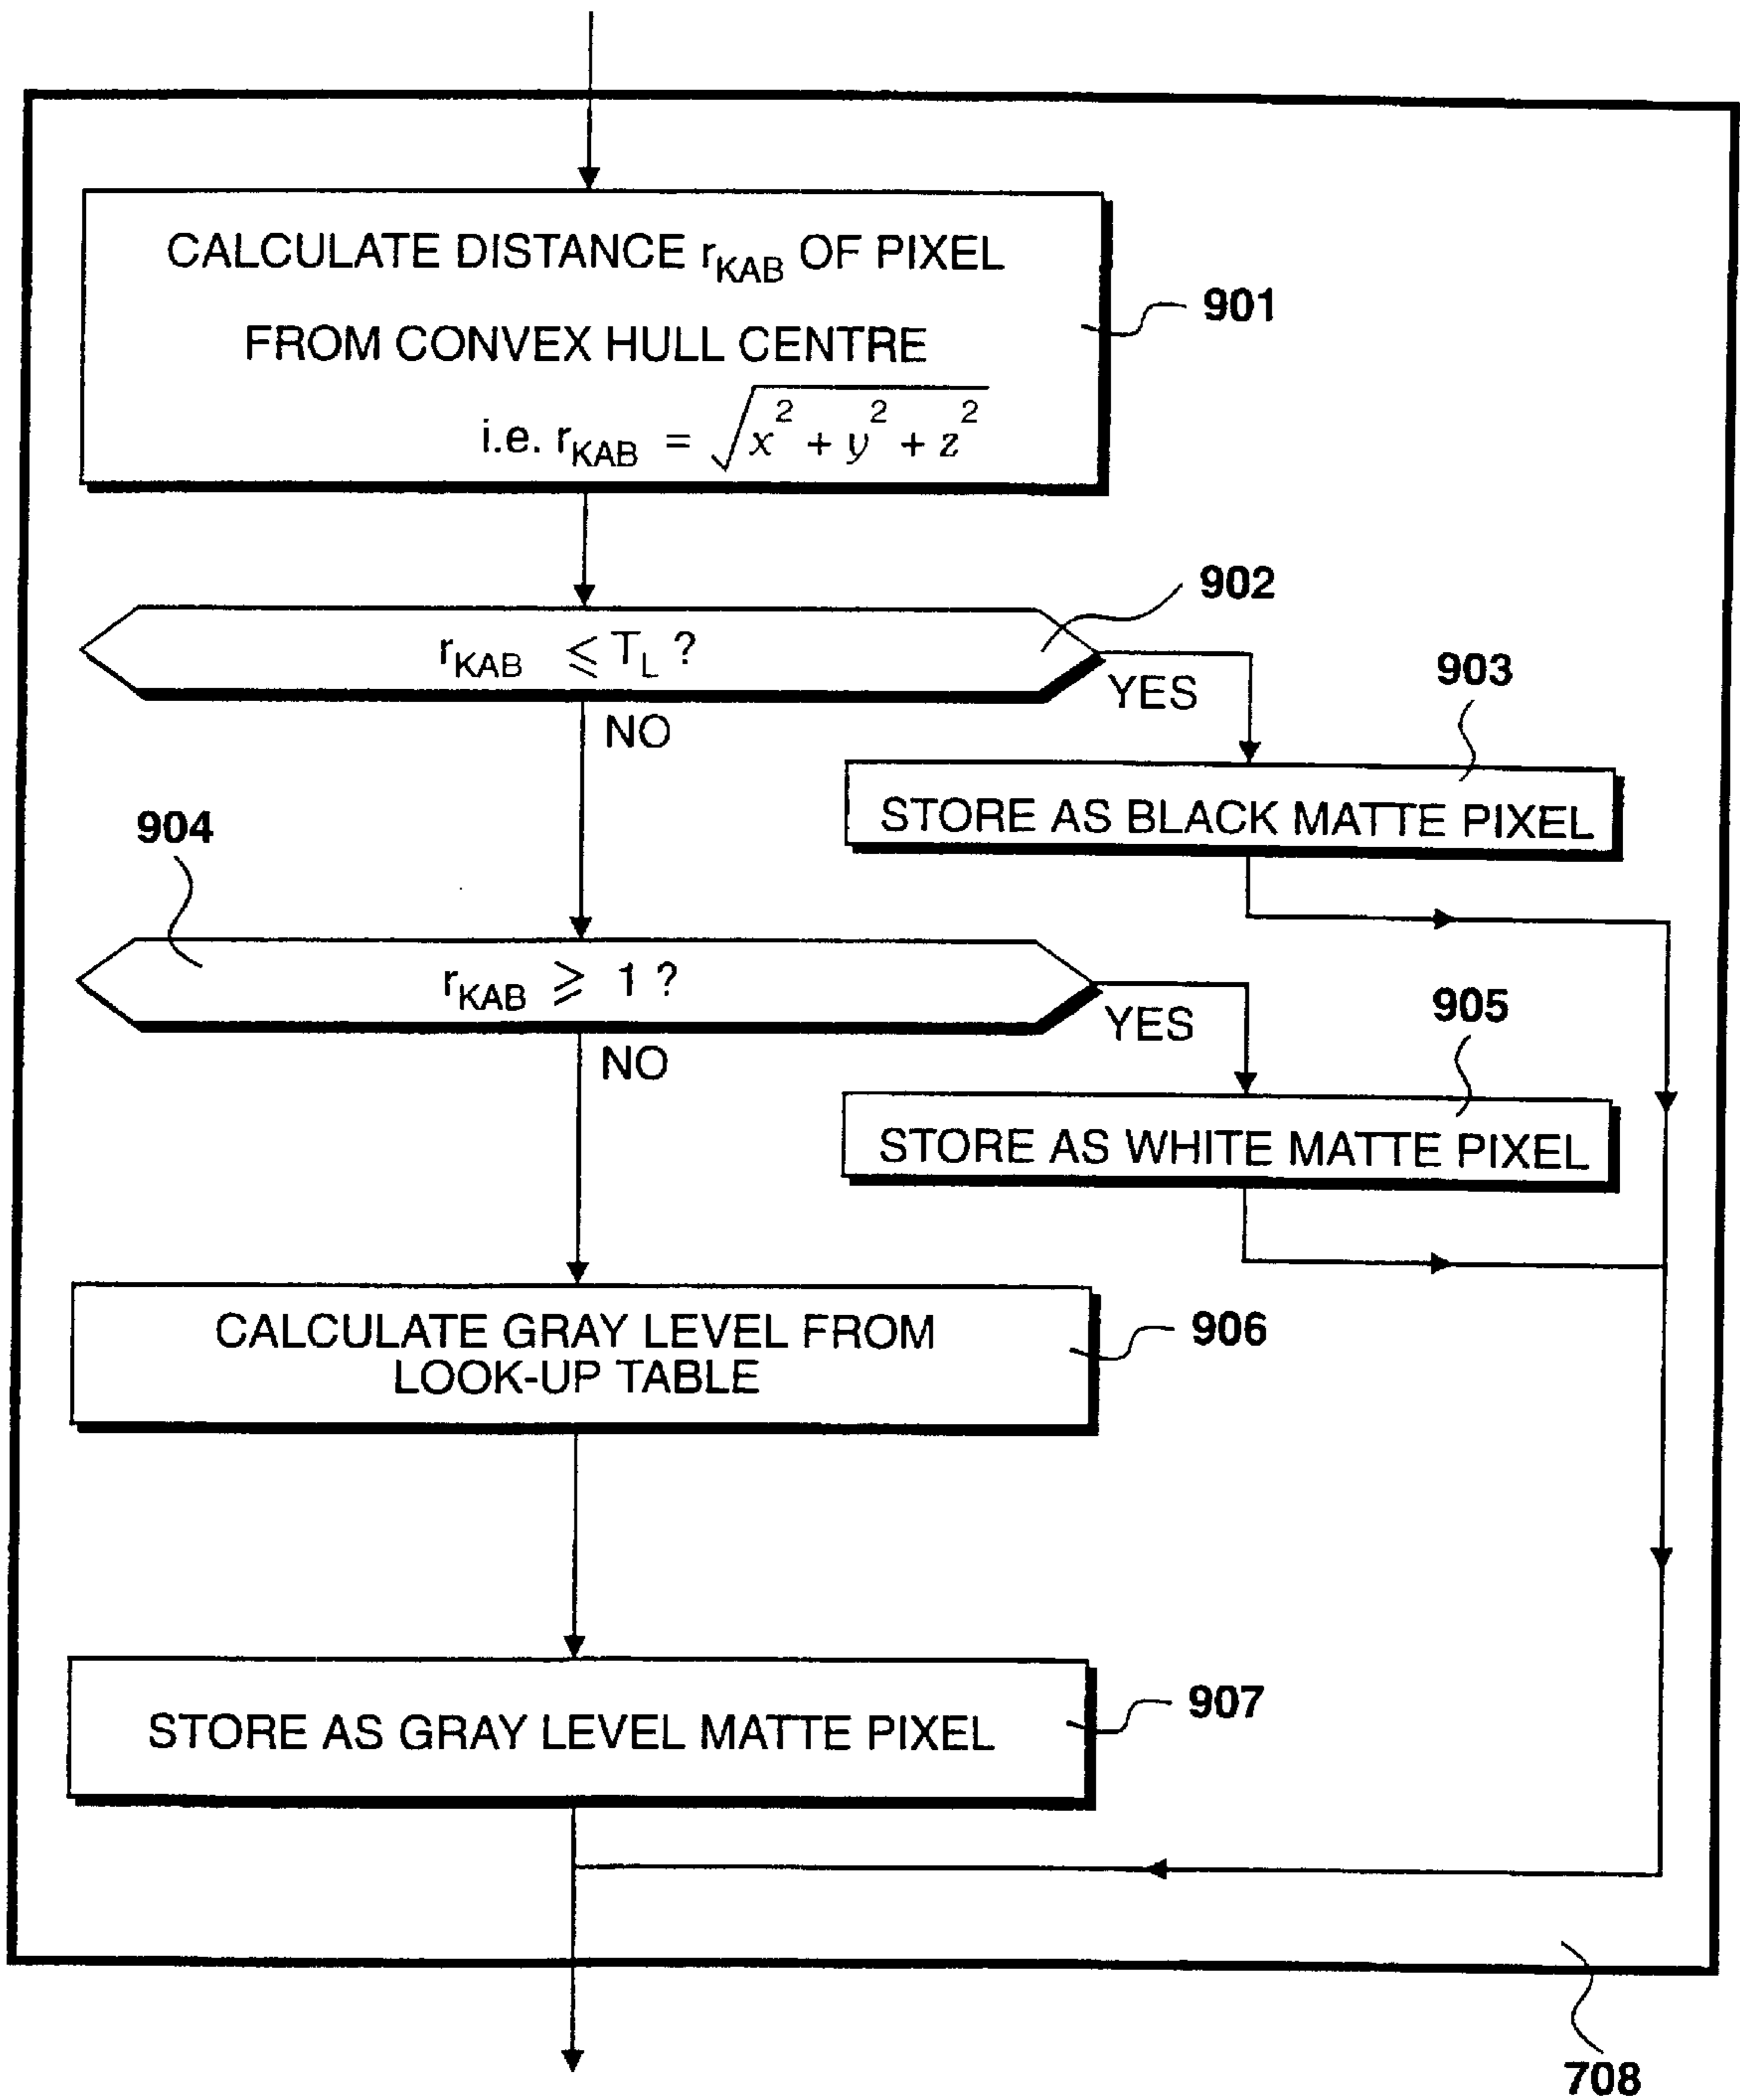 CALCULATE DISTANCE rKAB OF PIXEL
FROM CONVEX HULL CENTRE
i.e. rKAB = √x² + y² + z²
901
902
rKAB ⩽ TL ?
YES
NO
903
STORE AS BLACK MATTE PIXEL
904
rKAB ⩾ 1 ?
YES
NO
905
STORE AS WHITE MATTE PIXEL
CALCULATE GRAY LEVEL FROM
LOOK-UP TABLE
906
STORE AS GRAY LEVEL MATTE PIXEL
907
708